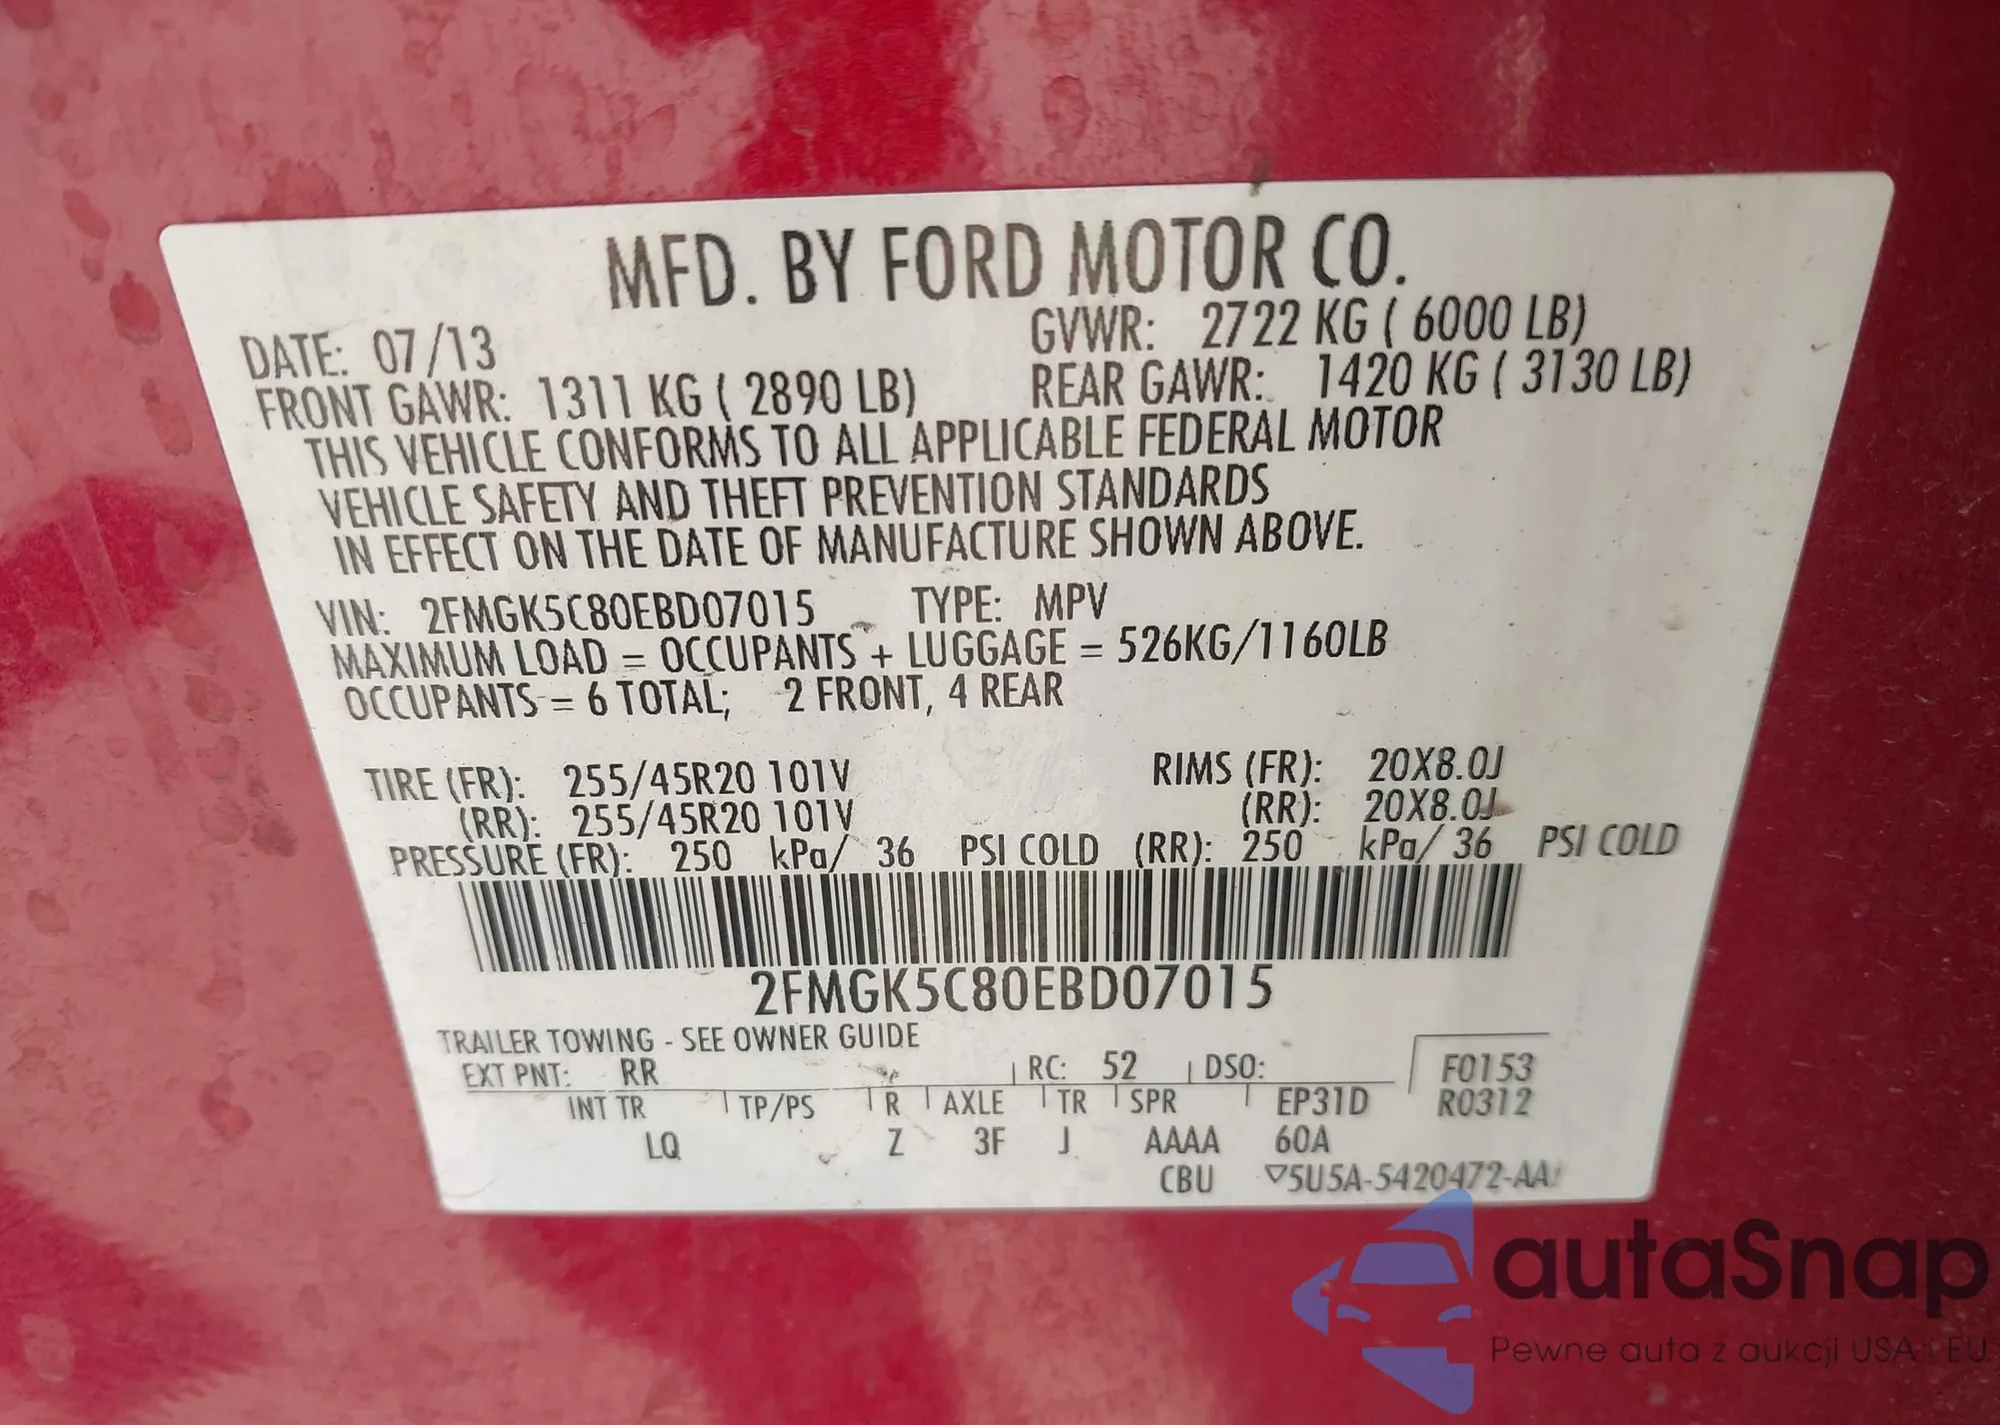 MFD. BY FORD MOTOR CO.
DATE: 07/13 GVWR: 2722 KG ( 6000 LB)
FRONT GAWR: 1311 KG ( 2890 LB) REAR GAWR: 1420 KG ( 3130 LB)
THIS VEHICLE CONFORMS TO ALL APPLICABLE FEDERAL MOTOR
VEHICLE SAFETY AND THEFT PREVENTION STANDARDS
IN EFFECT ON THE DATE OF MANUFACTURE SHOWN ABOVE.
VIN: 2FMGK5C80EBD07015 TYPE: MPV
MAXIMUM LOAD = OCCUPANTS + LUGGAGE = 526KG/1160LB
OCCUPANTS = 6 TOTAL; 2 FRONT, 4 REAR
TIRE (FR): 255/45R20 101V RIMS (FR): 20X8.0J
(RR): 255/45R20 101V (RR): 20X8.0J
PRESSURE (FR): 250 kPa/ 36 PSI COLD (RR): 250 kPa/ 36 PSI COLD
2FMGK5C80EBD07015
TRAILER TOWING - SEE OWNER GUIDE
EXT PNT: RR RC: 52 DSO: F0153
INT TR TP/PS R AXLE TR SPR EP31D R0312
LQ Z 3F J AAAA 60A
CBU ▽5U5A-5420472-AA
autaSnap
Pewne auta z aukcji USA i EU